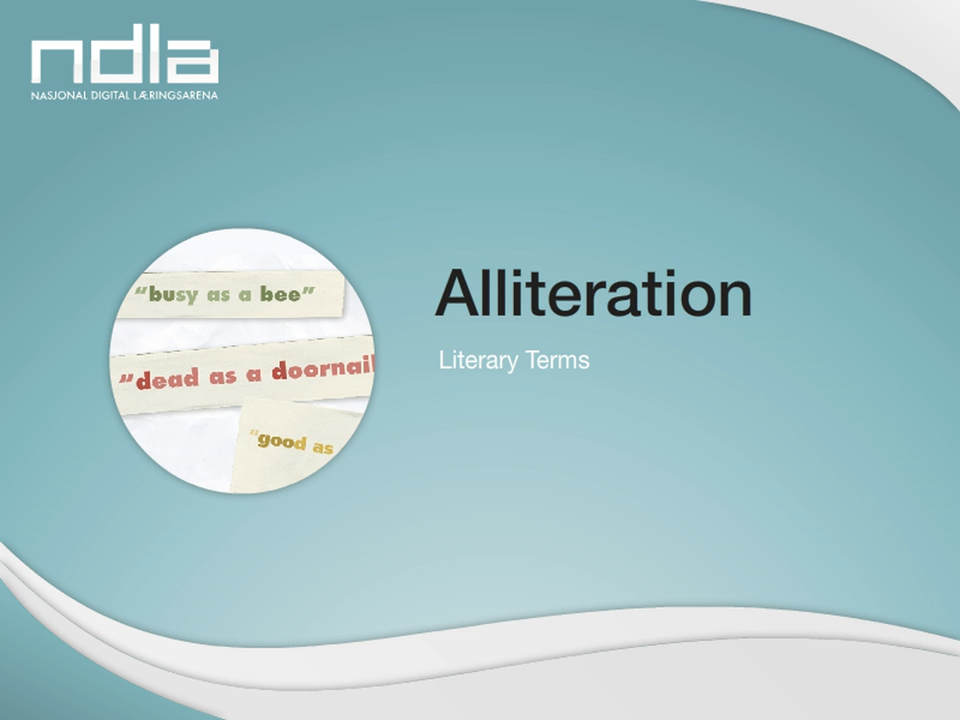 ndla
NASJONAL DIGITAL LÆRINGSARENA
"busy as a bee"
"dead as a doornail
"good as
Alliteration
Literary Terms